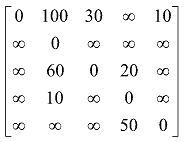 0 100 30 ∞ 10
∞ 0 ∞ ∞ ∞
∞ 60 0 20 ∞
∞ 10 ∞ 0 ∞
∞ ∞ ∞ 50 0